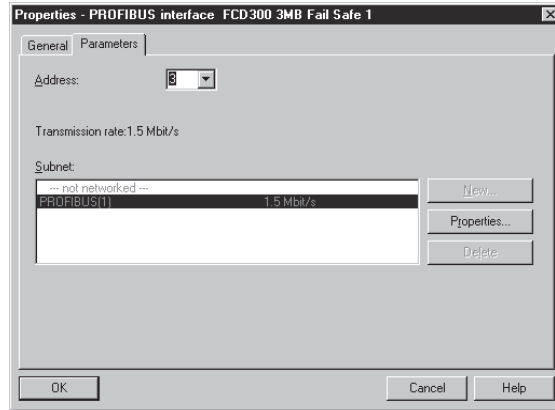 Properties - PROFIBUS interface FCD300 3MB Fail Safe 1
General Parameters
Address: 3
Transmission rate:1.5 Mbit/s
Subnet:
--- not networked ---
PROFIBUS(1) 1.5 Mbit/s
New...
Properties...
Delete
OK Cancel Help